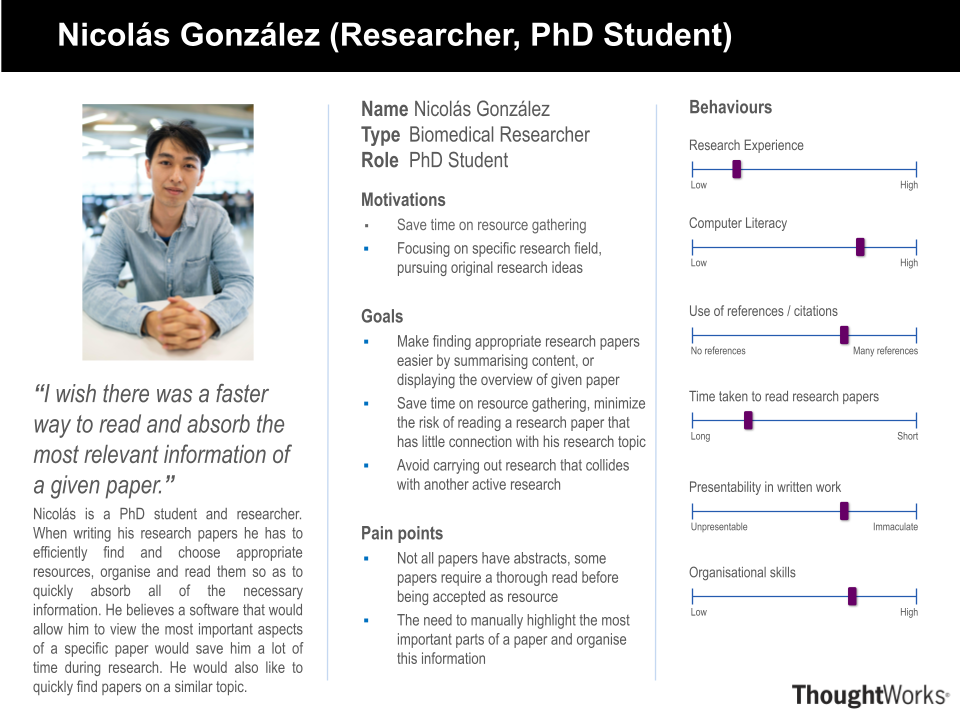 Nicolás González (Researcher, PhD Student)
“I wish there was a faster
way to read and absorb the
most relevant information of
a given paper.”
Nicolás is a PhD student and researcher.
When writing his research papers he has to
efficiently find and choose appropriate
resources, organise and read them so as to
quickly absorb all of the necessary
information. He believes a software that would
allow him to view the most important aspects
of a specific paper would save him a lot of
time during research. He would also like to
quickly find papers on a similar topic.
Name Nicolás González
Type Biomedical Researcher
Role PhD Student
Motivations
▪ Save time on resource gathering
▪ Focusing on specific research field,
pursuing original research ideas
Goals
▪ Make finding appropriate research papers
easier by summarising content, or
displaying the overview of given paper
▪ Save time on resource gathering, minimize
the risk of reading a research paper that
has little connection with his research topic
▪ Avoid carrying out research that collides
with another active research
Pain points
▪ Not all papers have abstracts, some
papers require a thorough read before
being accepted as resource
▪ The need to manually highlight the most
important parts of a paper and organise
this information
Behaviours
Research Experience
Low High
Computer Literacy
Low High
Use of references / citations
No references Many references
Time taken to read research papers
Long Short
Presentability in written work
Unpresentable Immaculate
Organisational skills
Low High
ThoughtWorks®